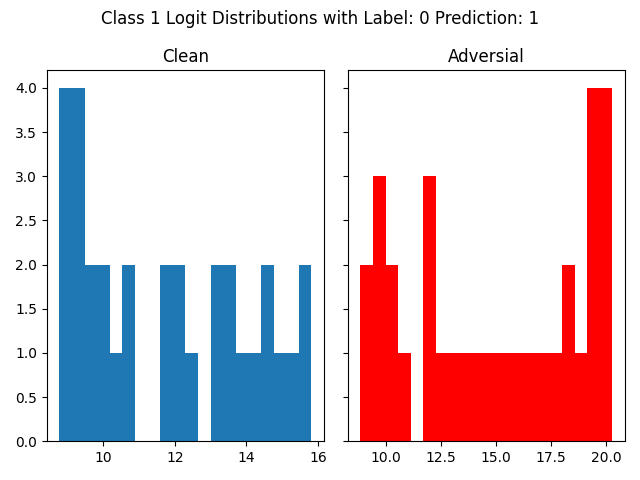 Class 1 Logit Distributions with Label: 0 Prediction: 1
Clean
Adversial
4.0
3.5
3.0
2.5
2.0
1.5
1.0
0.5
0.0
10 12 14 16
10.0 12.5 15.0 17.5 20.0